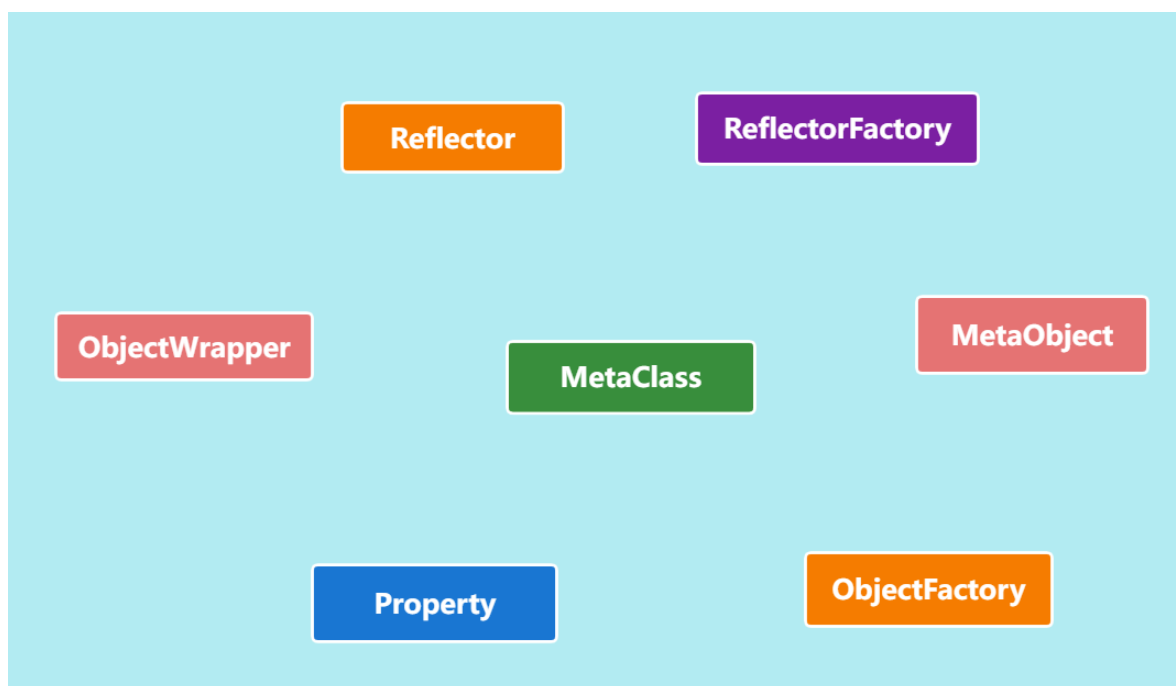 Reflector
ReflectorFactory
ObjectWrapper
MetaClass
MetaObject
Property
ObjectFactory